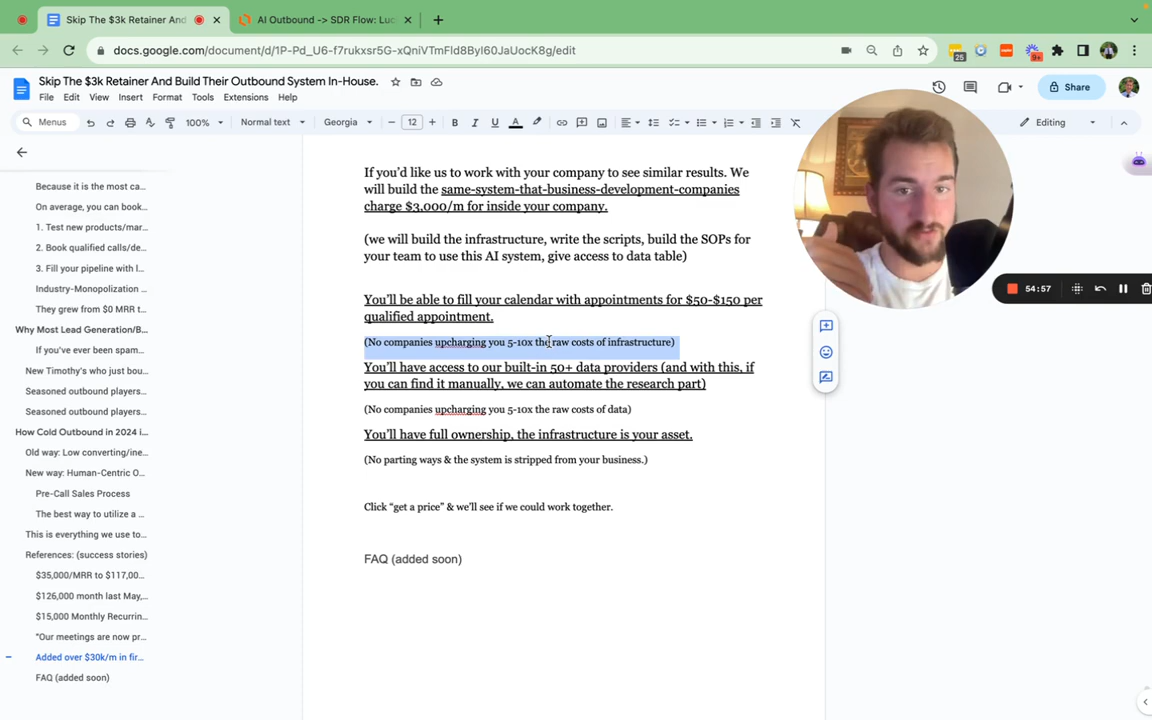 Skip The $3k Retainer And
AI Outbound -> SDR Flow: Luc
docs.google.com/document/d/1P-Pd_U6-f7rukxsr5G-xQniVTmFld8Byl60JaUocK8g/edit
25
9+
Skip The $3k Retainer And Build Their Outbound System In-House.
File Edit View Insert Format Tools Extensions Help
Share
Menus
100%
Normal text
Georgia
12
B I U A
Editing
Because it is the most ca...
On average, you can book...
1. Test new products/mar...
2. Book qualified calls/de...
3. Fill your pipeline with l...
Industry-Monopolization ...
They grew from $0 MRR t...
Why Most Lead Generation/B...
If you've ever been spam...
New Timothy's who just bou...
Seasoned outbound players...
Seasoned outbound players...
How Cold Outbound in 2024 i...
Old way: Low converting/ine...
New way: Human-Centric O...
Pre-Call Sales Process
The best way to utilize a ...
This is everything we use to...
References: (success stories)
$35,000/MRR to $117,00...
$126,000 month last May,...
$15,000 Monthly Recurrin...
"Our meetings are now pr...
Added over $30k/m in fir...
FAQ (added soon)
If you'd like us to work with your company to see similar results. We
will build the same-system-that-business-development-companies
charge $3,000/m for inside your company.
(we will build the infrastructure, write the scripts, build the SOPs for
your team to use this AI system, give access to data table)
You'll be able to fill your calendar with appointments for $50-$150 per
qualified appointment.
(No companies upcharging you 5-10x the raw costs of infrastructure)
You'll have access to our built-in 50+ data providers (and with this, if
you can find it manually, we can automate the research part)
(No companies upcharging you 5-10x the raw costs of data)
You'll have full ownership, the infrastructure is your asset.
(No parting ways & the system is stripped from your business.)
Click "get a price" & we'll see if we could work together.
FAQ (added soon)
54:57